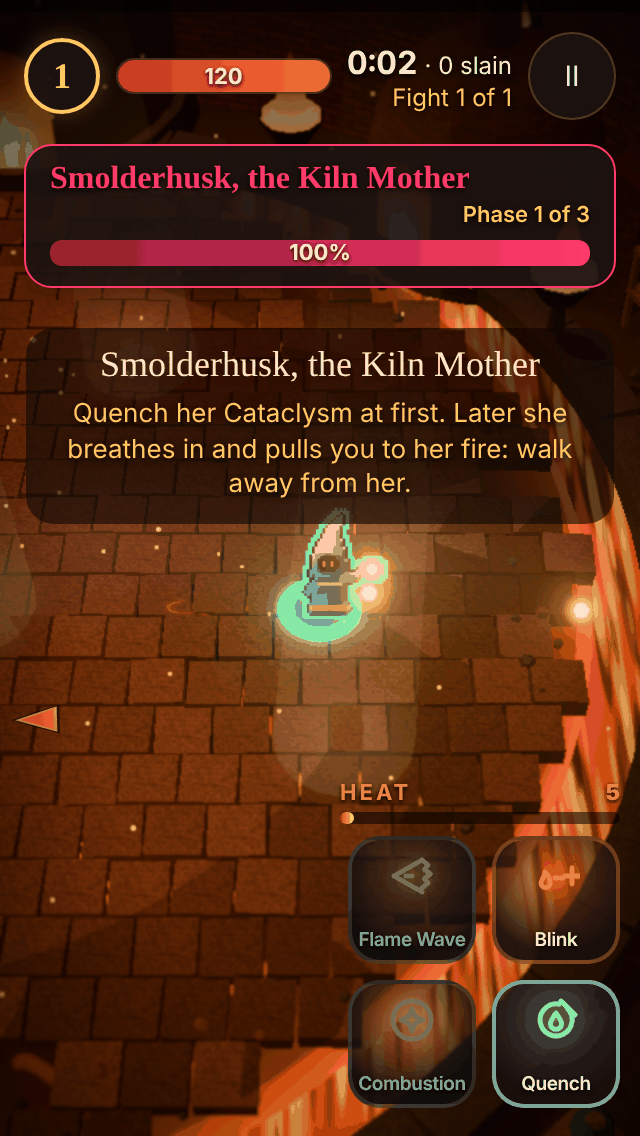 1
120
0:02 · 0 slain
Fight 1 of 1
Smolderhusk, the Kiln Mother
Phase 1 of 3
100%
Smolderhusk, the Kiln Mother
Quench her Cataclysm at first. Later she
breathes in and pulls you to her fire: walk
away from her.
HEAT 5
Flame Wave
Blink
Combustion
Quench